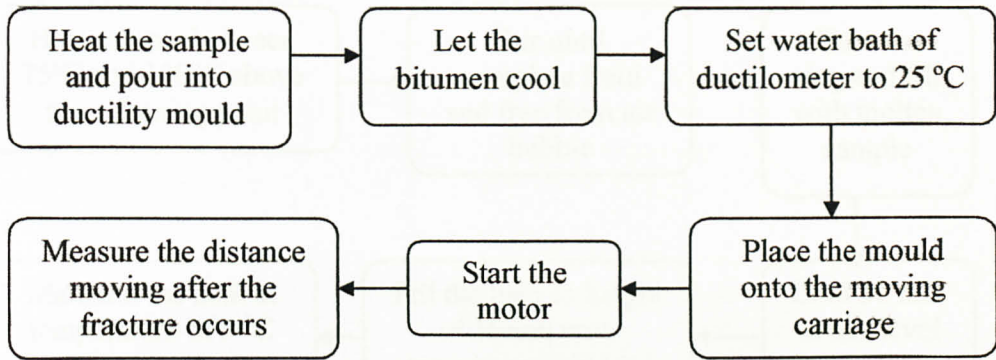 Heat the sample
and pour into
ductility mould
Let the
bitumen cool
Set water bath of
ductilometer to 25 °C
Place the mould
onto the moving
carriage
Start the
motor
Measure the distance
moving after the
fracture occurs